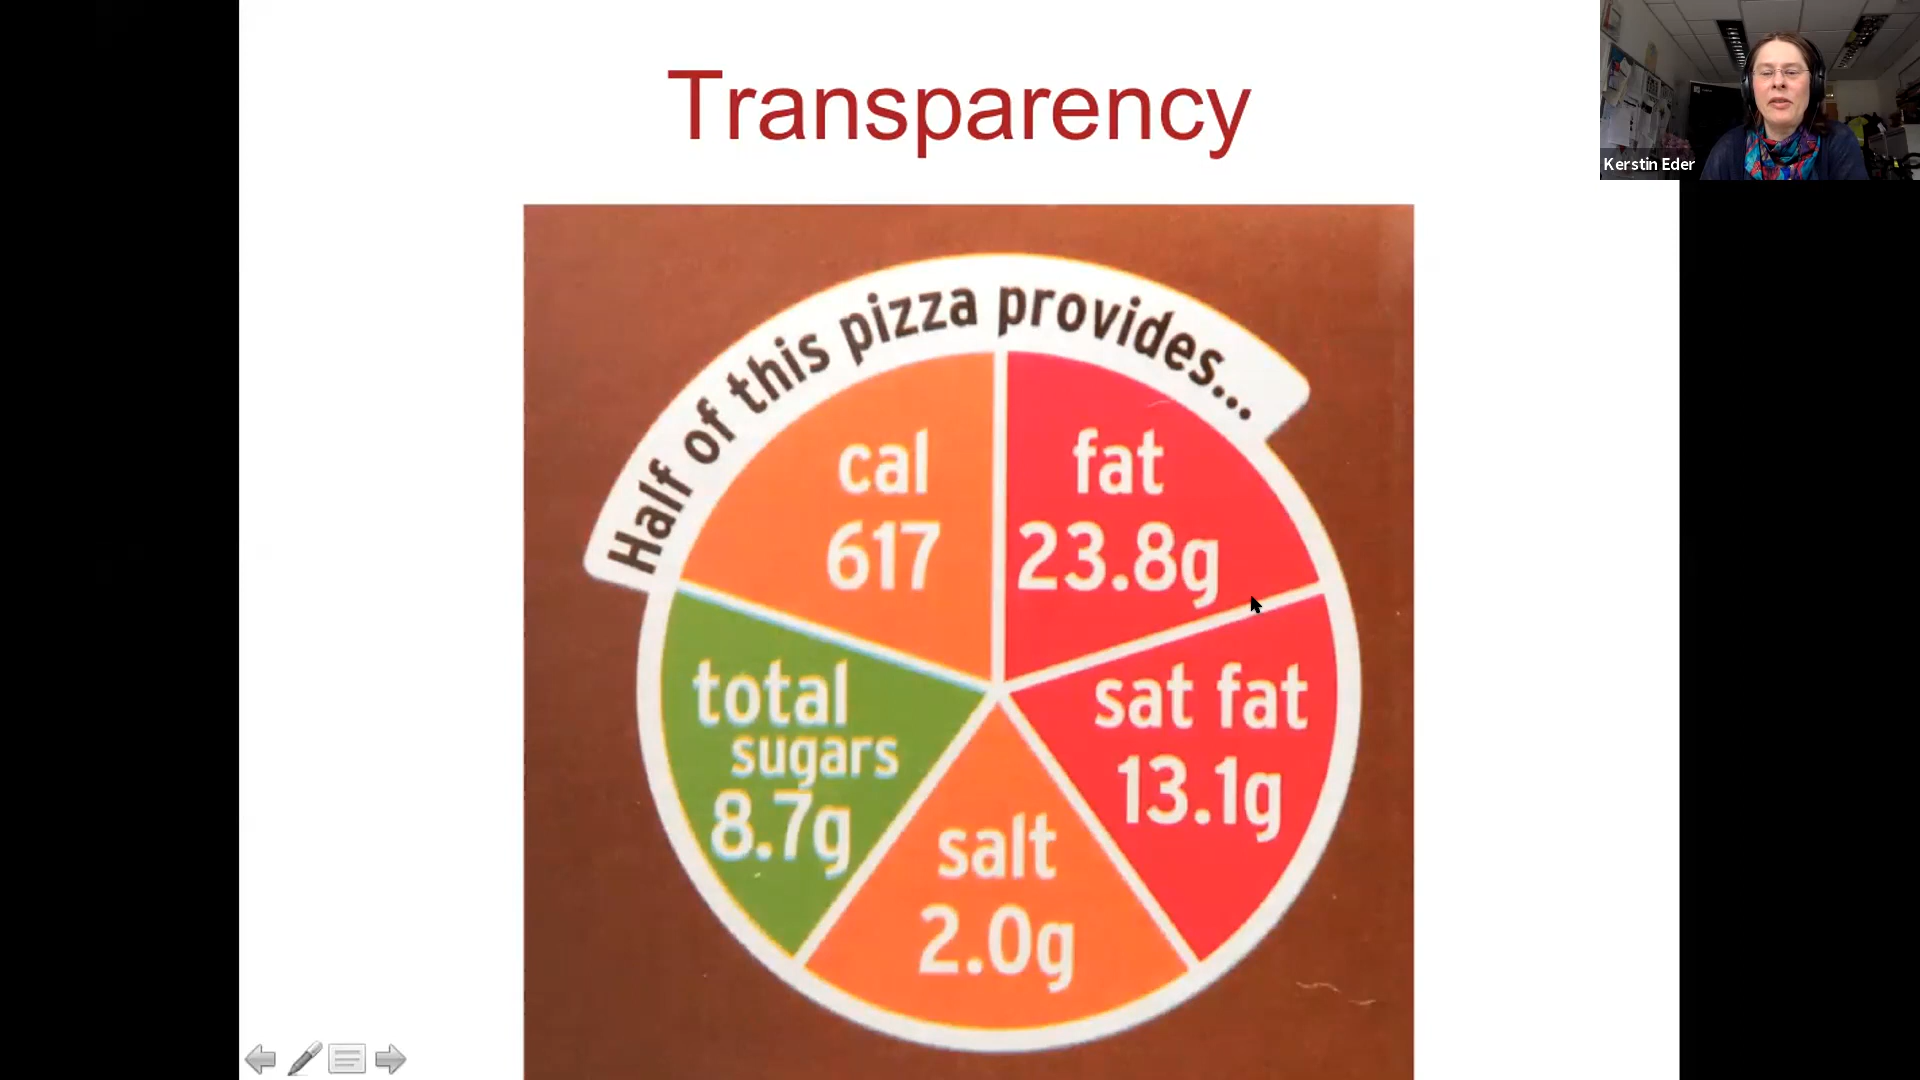 Transparency
Kerstin Eder
Half of this pizza provides...
cal
617
fat
23.8g
total
sugars
8.7g
sat fat
13.1g
salt
2.0g